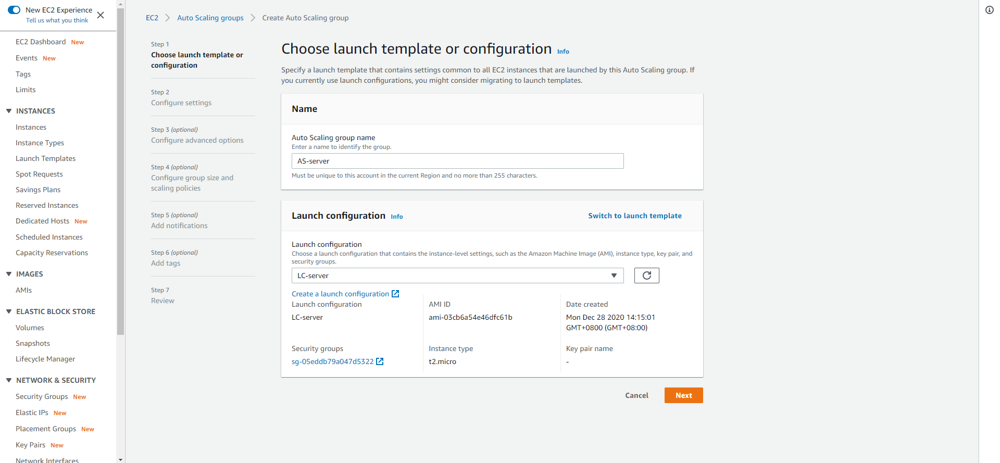 New EC2 Experience
Tell us what you think
EC2 Dashboard New
Events New
Tags
Limits
INSTANCES
Instances
Instance Types
Launch Templates
Spot Requests
Savings Plans
Reserved Instances
Dedicated Hosts New
Scheduled Instances
Capacity Reservations
IMAGES
AMIs
ELASTIC BLOCK STORE
Volumes
Snapshots
Lifecycle Manager
NETWORK & SECURITY
Security Groups New
Elastic IPs New
Placement Groups New
Key Pairs New
Network Interfaces
EC2 Auto Scaling groups Create Auto Scaling group
Step 1
Choose launch template or
configuration
Step 2
Configure settings
Step 3 (optional)
Configure advanced options
Step 4 (optional)
Configure group size and
scaling policies
Step 5 (optional)
Add notifications
Step 6 (optional)
Add tags
Step 7
Review
Choose launch template or configuration Info
Specify a launch template that contains settings common to all EC2 instances that are launched by this Auto Scaling group. If
you currently use launch configurations, you might consider migrating to launch templates.
Name
Auto Scaling group name
Enter a name to identify the group.
AS-server
Must be unique to this account in the current Region and no more than 255 characters.
Launch configuration Info Switch to launch template
Launch configuration
Choose a launch configuration that contains the instance-level settings, such as the Amazon Machine Image (AMI), instance type, key pair, and
security groups.
LC-server
Create a launch configuration
Launch configuration
LC-server
AMI ID
ami-03cb6a54e46dfc61b
Date created
Mon Dec 28 2020 14:15:01
GMT+0800 (GMT+08:00)
Security groups
sg-05eddb79a047d5322
Instance type
t2.micro
Key pair name
-
Cancel Next